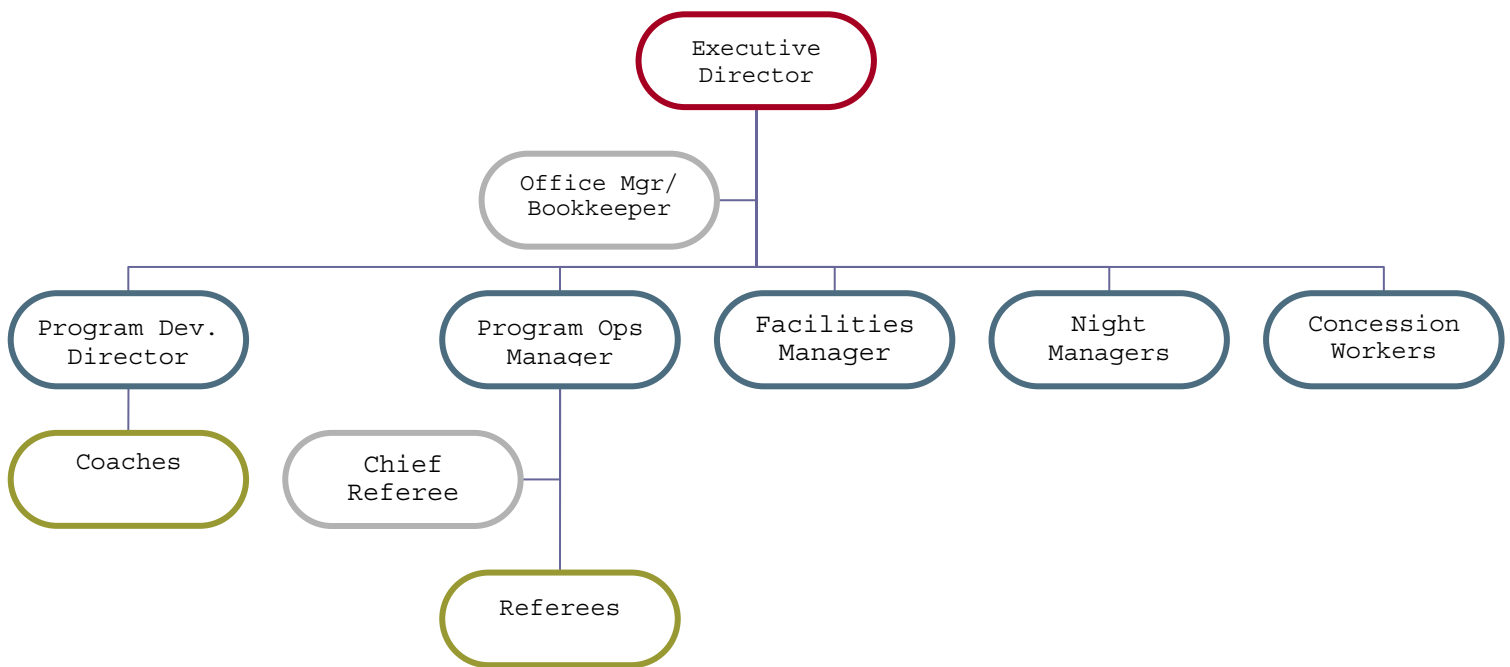 Executive
Director
Office Mgr/
Bookkeeper
Program Dev.
Director
Program Ops
Manager
Facilities
Manager
Night
Managers
Concession
Workers
Coaches
Chief
Referee
Referees